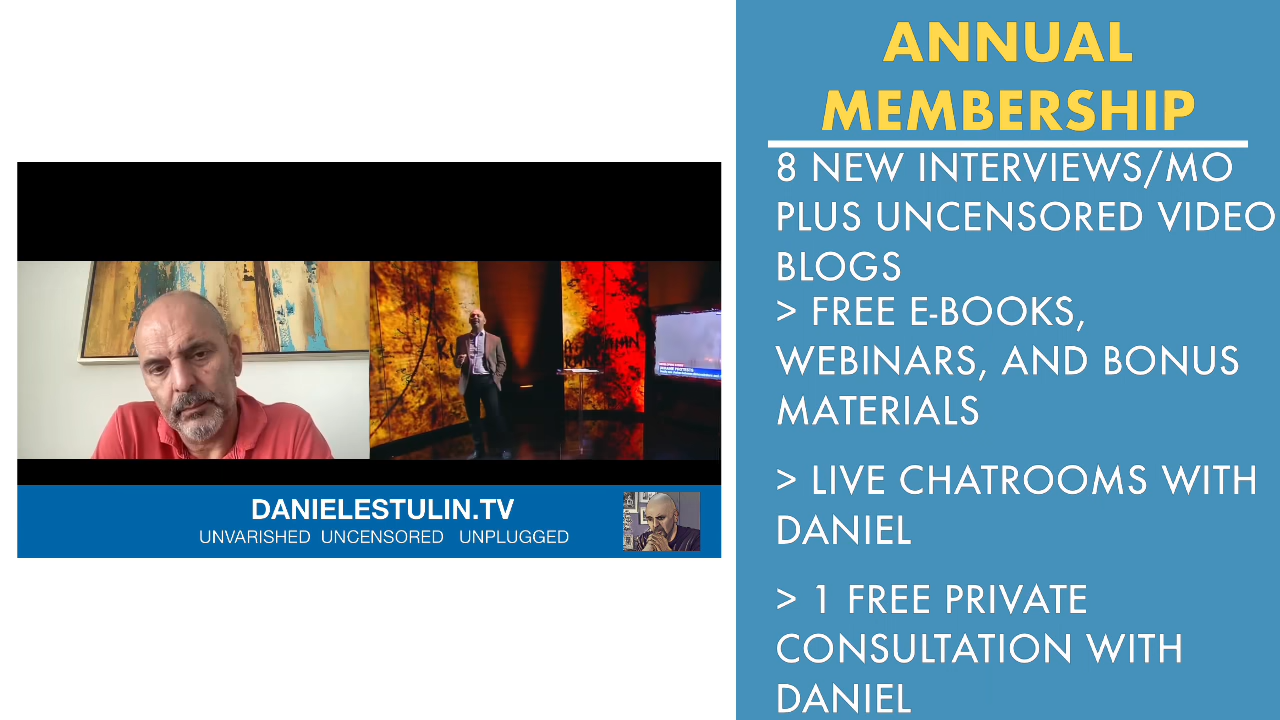 ANNUAL
MEMBERSHIP
8 NEW INTERVIEWS/MO
PLUS UNCENSORED VIDEO
BLOGS
> FREE E-BOOKS,
WEBINARS, AND BONUS
MATERIALS
> LIVE CHATROOMS WITH
DANIEL
> 1 FREE PRIVATE
CONSULTATION WITH
DANIEL
DANIELESTULIN.TV
UNVARISHED UNCENSORED UNPLUGGED